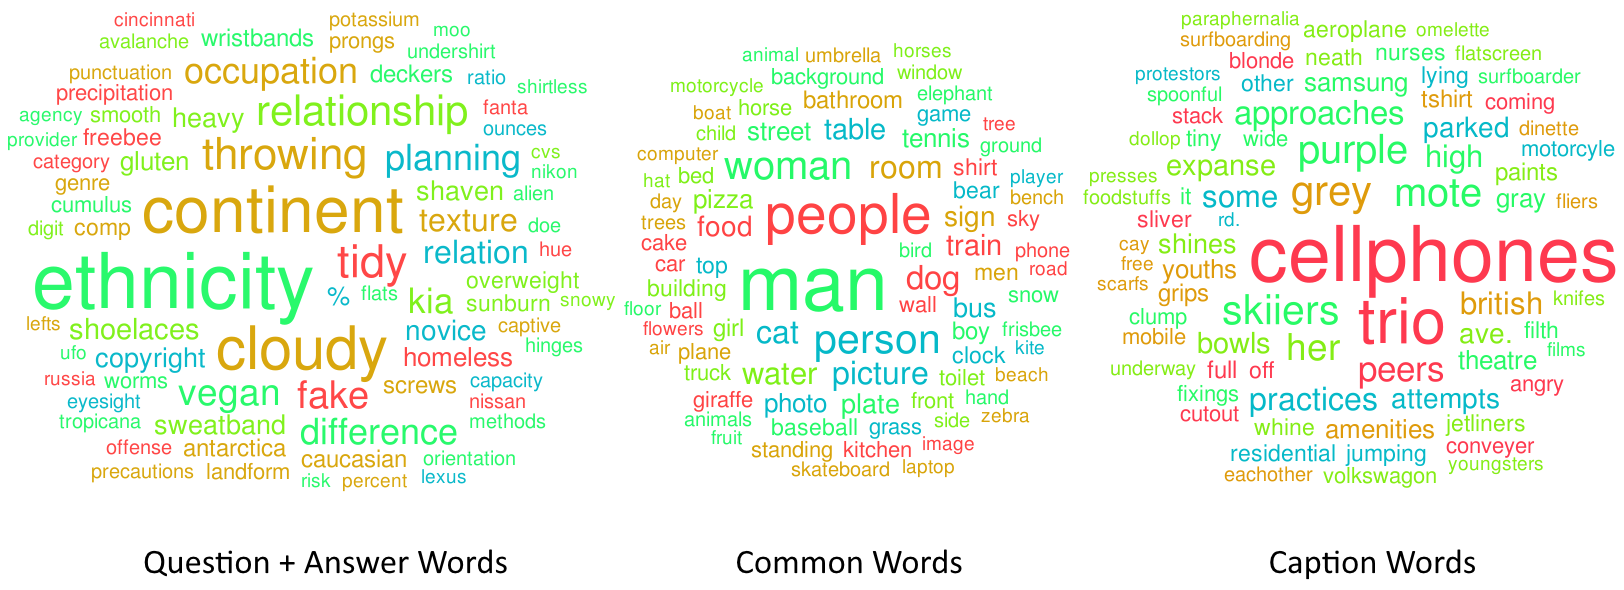 cincinnati potassium
avalanche wristbands prongs moo
undershirt
punctuation occupation deckers ratio
precipitation shirtless
agency smooth heavy relationship fanta
provider freebee ounces
category gluten throwing planning cvs
nikon
genre shaven alien
cumulus continent texture doe
digit comp
ethnicity tidy relation hue
overweight
% flats kia sunburn snowy
lefts shoelaces cloudy novice captive
ufo copyright homeless hinges
russia worms vegan fake screws capacity
eyesight nissan
tropicana sweatband difference methods
offense antarctica caucasian orientation
precautions landform risk percent lexus
Question + Answer Words
animal umbrella horses
motorcycle background window
boat horse bathroom elephant
child street table game tree
computer woman room tennis ground
hat bed shirt player
day pizza people bear bench
trees food sign sky
cake man bird train phone
car top dog men road
building wall bus snow
floor ball
flowers girl cat person boy frisbee
air plane clock kite
truck water picture toilet beach
giraffe photo plate front hand
animals baseball grass side zebra
fruit standing kitchen image
skateboard laptop
Common Words
paraphernalia aeroplane omelette
surfboarding neath nurses flatscreen
blonde
protestors other samsung lying surfboarder
spoonful approaches tshirt coming
stack parked dinette
dollop tiny wide purple high motorcyle
presses expanse paints
foodstuffs it some grey mote gray fliers
sliver rd.
cay shines cellphones
free youths
scarfs grips skiiers trio british knifes
clump ave. filth
mobile bowls her theatre films
underway full off peers angry
fixings practices attempts
cutout whine amenities jetliners
residential jumping conveyer
eachother volkswagon youngsters
Caption Words